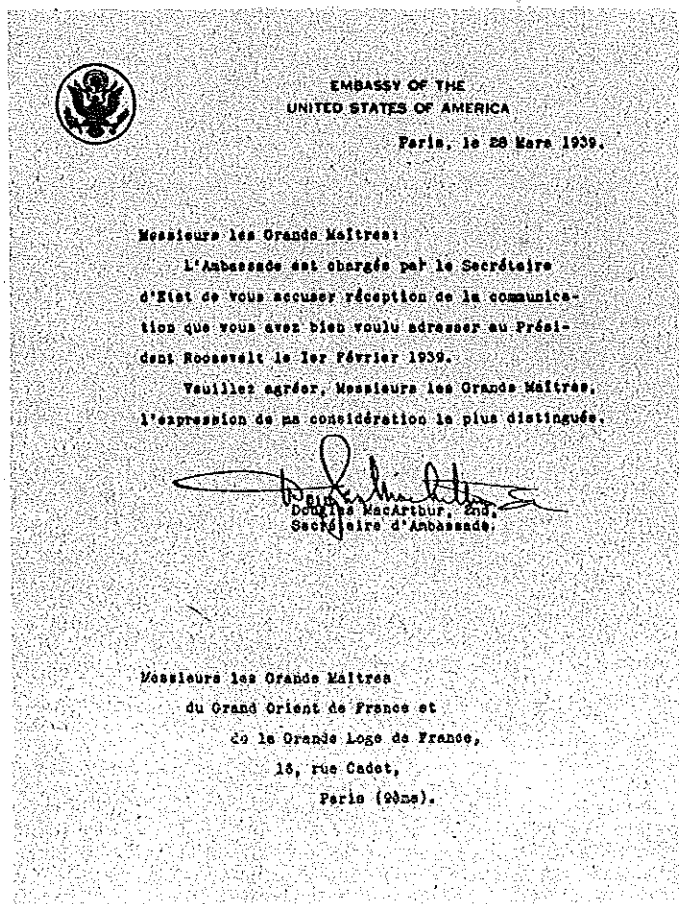 EMBASSY OF THE
UNITED STATES OF AMERICA
Paris, le 28 Mars 1939.
Messieurs les Grands Maîtres:
L'Ambassade est chargée par le Secrétaire
d'Etat de vous accuser réception de la communica-
tion que vous avez bien voulu adresser au Prési-
dent Roosevelt le 1er Février 1939.
Veuillez agréer, Messieurs les Grands Maîtres,
l'expression de ma considération la plus distinguée.
Douglas MacArthur, 2nd,
Secrétaire d'Ambassade.
Messieurs les Grands Maîtres
du Grand Orient de France et
de la Grande Loge de France,
16, rue Cadet,
Paris (9ème).